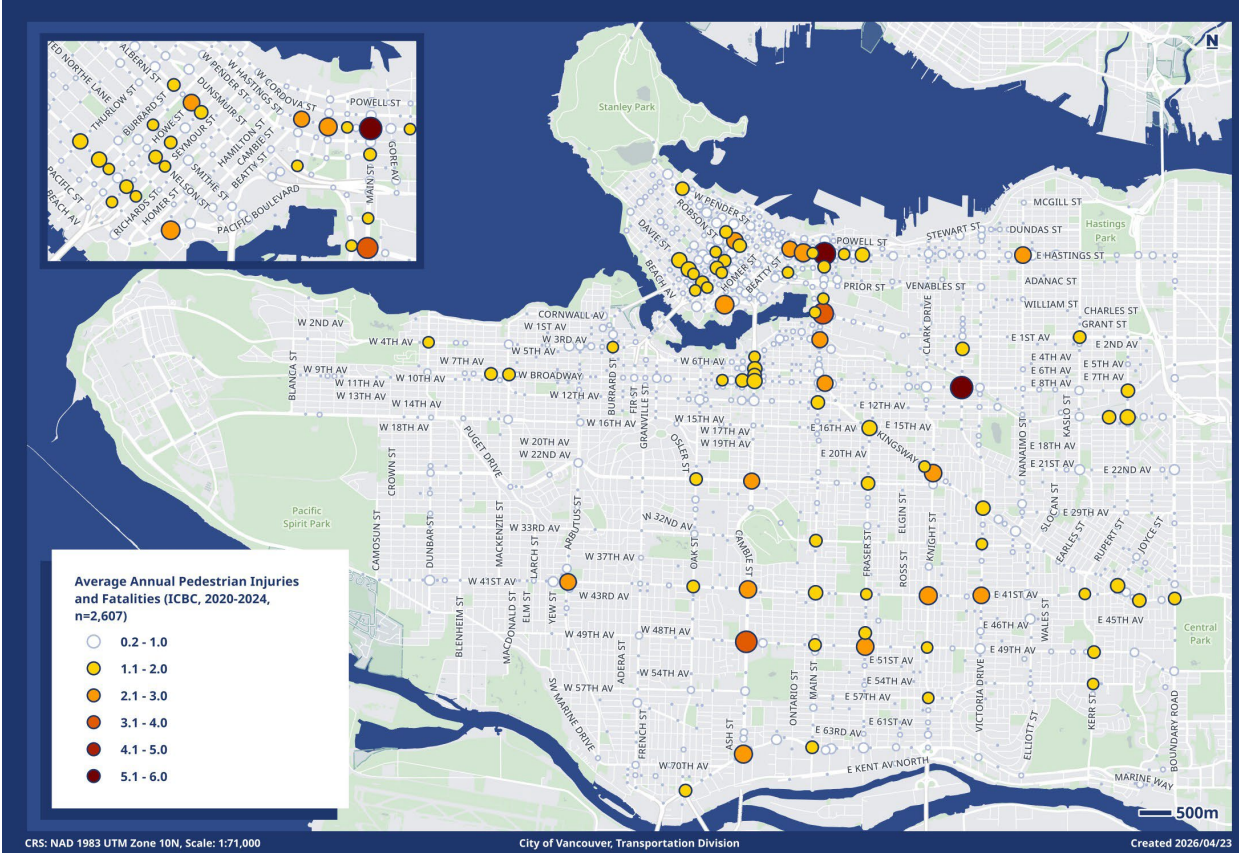 ED NORTHE LANE
ALBERNI ST
W PENDER ST
W HASTINGS ST
W CORDOVA ST
POWELL ST
THURLOW ST
BURRARD ST
DUNSMUIR ST
HOWE ST
SEYMOUR ST
HAMILTON ST
CAMBIE ST
BEATTY ST
GORE AV
MAIN ST
SMITHE ST
NELSON ST
PACIFIC ST
BEACH AV
RICHARDS ST
HOMER ST
PACIFIC BOULEVARD
N
Stanley Park
W PENDER ST
ROBSON ST
DAVIE ST
BEACH AV
HOMER ST
BEATTY ST
POWELL ST
STEWART ST
MCGILL ST
DUNDAS ST
Hastings
Park
E HASTINGS ST
PRIOR ST
VENABLES ST
ADANAC ST
WILLIAM ST
CHARLES ST
GRANT ST
CLARK DRIVE
E 1ST AV
E 2ND AV
E 4TH AV
E 5TH AV
E 6TH AV
E 7TH AV
E 8TH AV
CORNWALL AV
W 1ST AV
W 2ND AV
W 3RD AV
W 4TH AV
W 5TH AV
W 6TH AV
W 7TH AV
W 9TH AV
W 10TH AV
W BROADWAY
W 11TH AV
W 12TH AV
W 13TH AV
W 14TH AV
W 15TH AV
W 16TH AV
W 17TH AV
W 18TH AV
W 19TH AV
W 20TH AV
W 22ND AV
BLANCA ST
BURRARD ST
FIR ST
GRANVILLE ST
E 12TH AV
E 15TH AV
E 16TH AV
KINGSWAY
E 18TH AV
E 20TH AV
E 21ST AV
E 22ND AV
NANAIMO ST
KASLO ST
PUGET DRIVE
OSLER ST
CROWN ST
Pacific
Spirit Park
CAMOSUN ST
DUNBAR ST
MACKENZIE ST
LARCH ST
ARBUTUS ST
W 32ND AV
W 33RD AV
W 37TH AV
W 41ST AV
W 43RD AV
OAK ST
CAMBIE ST
FRASER ST
ELGIN ST
ROSS ST
KNIGHT ST
E 29TH AV
SLOCAN ST
EARLES ST
RUPERT ST
JOYCE ST
E 41ST AV
E 45TH AV
E 46TH AV
E 49TH AV
WALES ST
Central
Park
BLENHEIM ST
MACDONALD ST
ELM ST
YEW ST
W 48TH AV
W 49TH AV
ADERA ST
W 54TH AV
W 57TH AV
SW MARINE DRIVE
FRENCH ST
W 70TH AV
ASH ST
ONTARIO ST
MAIN ST
E 51ST AV
E 54TH AV
E 57TH AV
E 61ST AV
E 63RD AV
E KENT AV NORTH
VICTORIA DRIVE
ELLIOTT ST
KERR ST
BOUNDARY ROAD
MARINE WAY
Average Annual Pedestrian Injuries
and Fatalities (ICBC, 2020-2024,
n=2,607)
0.2 - 1.0
1.1 - 2.0
2.1 - 3.0
3.1 - 4.0
4.1 - 5.0
5.1 - 6.0
500m
CRS: NAD 1983 UTM Zone 10N, Scale: 1:71,000
City of Vancouver, Transportation Division
Created 2026/04/23